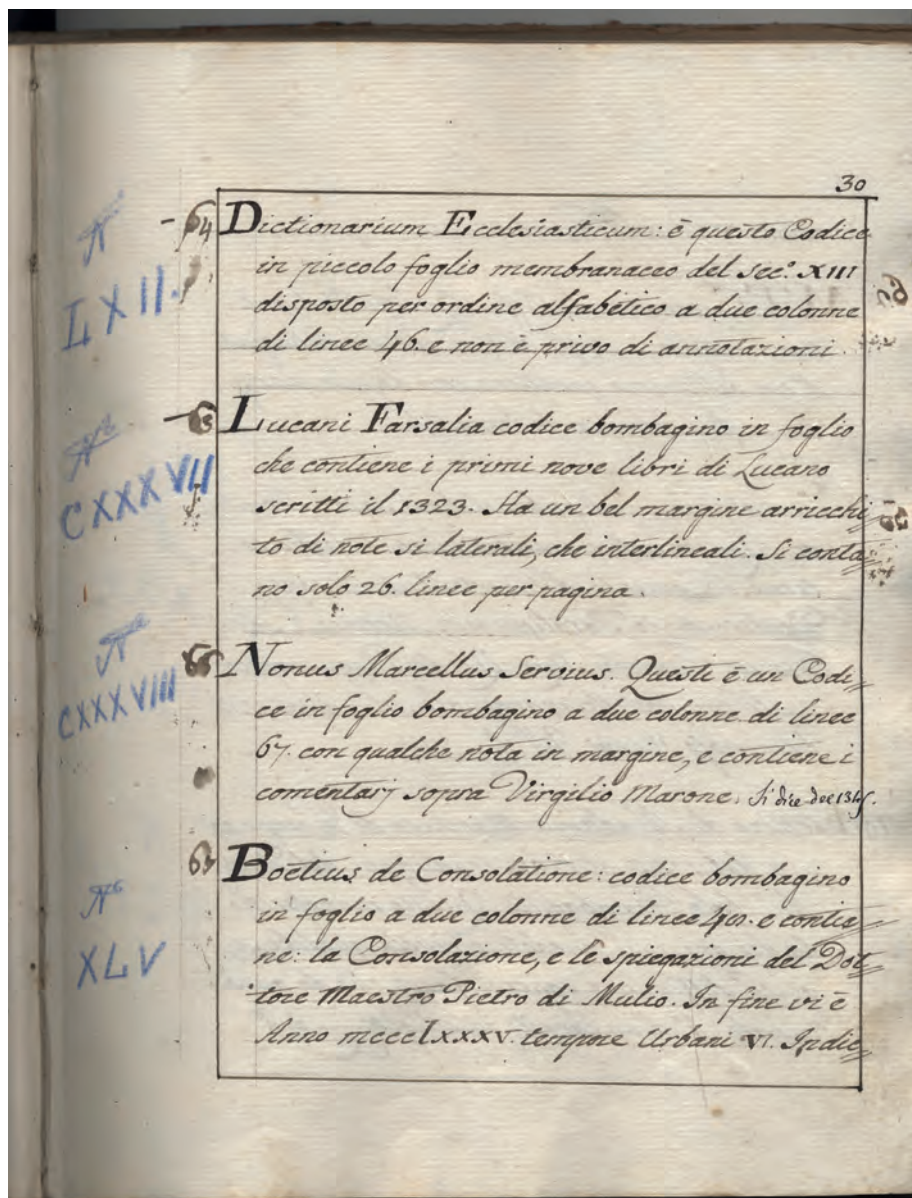 30
64 Dictionarium Ecclesiasticum: è questo Codice
in piccolo foglio membranaceo del sec.º XIII
disposto per ordine alfabetico a due colonne
di linee 46. e non è privo di annotazioni.
Nº LXII.
Lucani Farsalia codice bombagino in foglio
che contiene i primi nove libri di Lucano
scritti il 1323. Ha un bel margine arricchi
to di note si laterali, che interlineali. Si conta
no solo 26. linee per pagina.
Nº CXXXVII
66 Nonus Marcellus Servius. Questi è un Codi
ce in foglio bombagino a due colonne di linee
67. con qualche nota in margine, e contiene i
comentarj sopra Virgilio Marone. Si dice del
Nº CXXXVIII
Boetius de Consolatione: codice bombagino
in foglio a due colonne di linee e contie
ne: la Consolazione, e le spiegazioni del Dot
tore Maestro Pietro di Mulio. In fine vi è
Anno mccclxxxv. tempore Urbani VI. Indic
Nº XLV